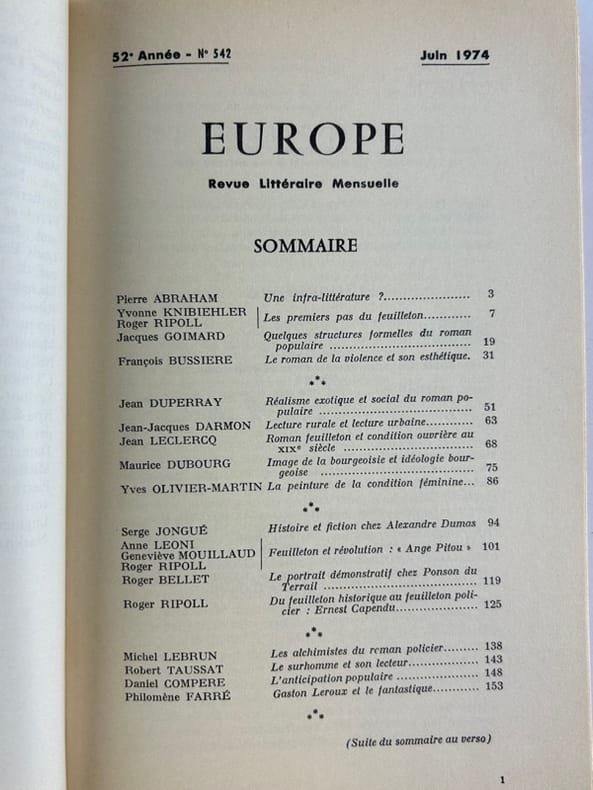 52e Année - N° 542 Juin 1974
EUROPE
Revue Littéraire Mensuelle
SOMMAIRE
Pierre ABRAHAM Une infra-littérature ?...................... 3
Yvonne KNIBIEHLER
Roger RIPOLL Les premiers pas du feuilleton............ 7
Jacques GOIMARD Quelques structures formelles du roman
populaire .................................... 19
François BUSSIERE Le roman de la violence et son esthétique. 31
Jean DUPERRAY Réalisme exotique et social du roman po-
pulaire ...................................... 51
Jean-Jacques DARMON Lecture rurale et lecture urbaine............ 63
Jean LECLERCQ Roman feuilleton et condition ouvrière au
XIXe siècle ................................ 68
Maurice DUBOURG Image de la bourgeoisie et idéologie bour-
geoise ...................................... 75
Yves OLIVIER-MARTIN La peinture de la condition féminine... 86
Serge JONGUÉ Histoire et fiction chez Alexandre Dumas 94
Anne LEONI
Geneviève MOUILLAUD Feuilleton et révolution : « Ange Pitou » 101
Roger RIPOLL
Roger BELLET Le portrait démonstratif chez Ponson du
Terrail ...................................... 119
Roger RIPOLL Du feuilleton historique au feuilleton poli-
cier : Ernest Capendu..................... 125
Michel LEBRUN Les alchimistes du roman policier......... 138
Robert TAUSSAT Le surhomme et son lecteur............... 143
Daniel COMPERE L'anticipation populaire .................... 148
Philomène FARRÉ Gaston Leroux et le fantastique............ 153
(Suite du sommaire au verso)
1